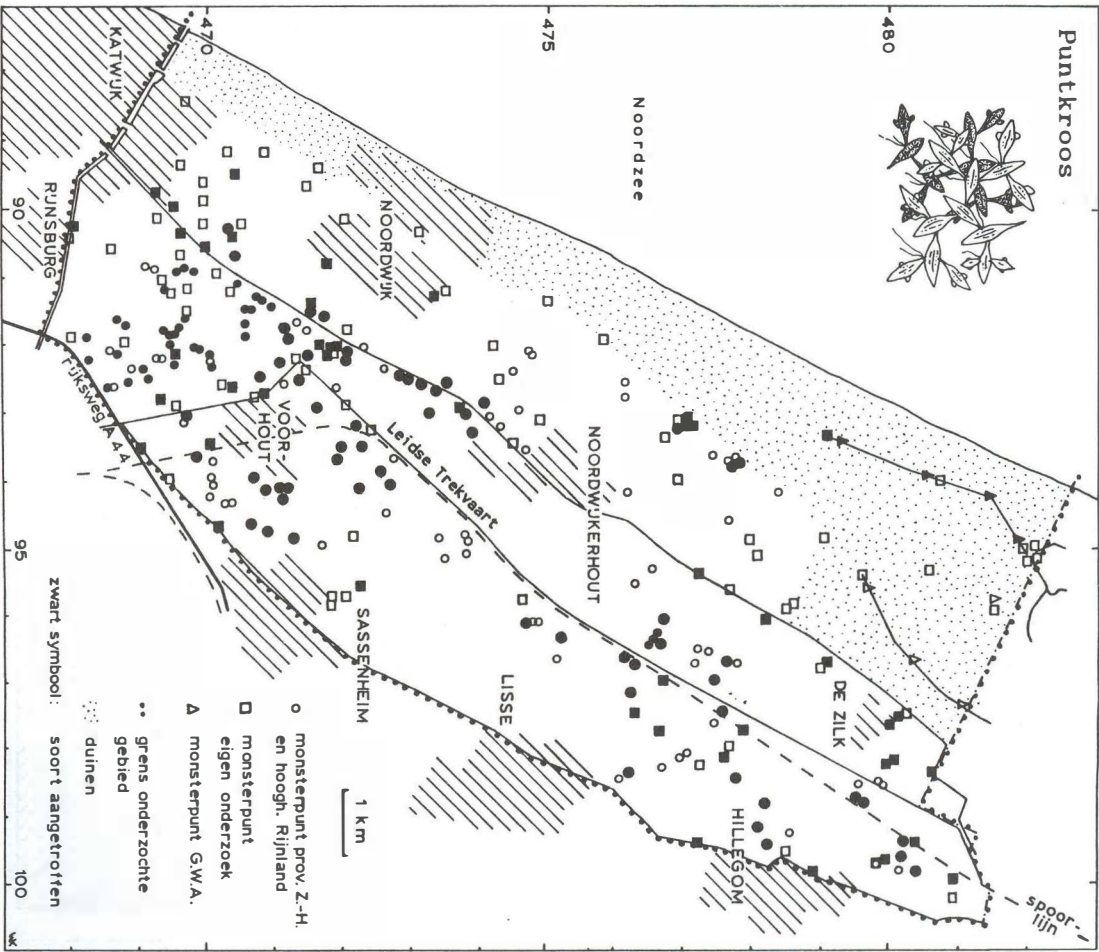 Puntkroos
Noordzee
470
475
480
90
95
100
KATWIJK
RIJNSBURG
NOORDWIJK
VOOR-
HOUT
NOORDWIJKERHOUT
Leidse Trekvaart
rijksweg A 44
SASSENHEIM
LISSE
DE ZILK
HILLEGOM
spoor
lijn
1 km
monsterpunt prov. Z.-H.
en hoogh. Rijnland
monsterpunt
eigen onderzoek
monsterpunt G.W.A.
grens onderzochte
gebied
duinen
zwart symbool: soort aangetroffen